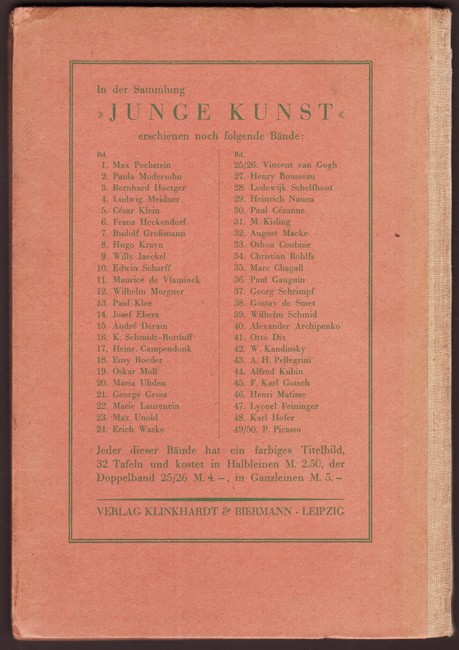 In der Sammlung
»JUNGE KUNST«
erschienen noch folgende Bände:
Bd.
1. Max Pechstein
2. Paula Modersohn
3. Bernhard Hoetger
4. Ludwig Meidner
5. César Klein
6. Franz Heckendorf
7. Rudolf Großmann
8. Hugo Krayn
9. Willy Jaeckel
10. Edwin Scharff
11. Maurice de Vlaminck
12. Wilhelm Morgner
13. Paul Klee
14. Josef Eberz
15. André Derain
16. K. Schmidt-Rottluff
17. Heinr. Campendonk
18. Emy Roeder
19. Oskar Moll
20. Maria Uhden
21. George Grosz
22. Marie Laurencin
23. Max Unold
24. Erich Waske
Bd.
25/26. Vincent van Gogh
27. Henry Rousseau
28. Lodewijk Schelfhout
29. Heinrich Nauen
30. Paul Cézanne
31. M. Kisling
32. August Macke
33. Othon Coubine
34. Christian Rohlfs
35. Marc Chagall
36. Paul Gauguin
37. Georg Schrimpf
38. Gustav de Smet
39. Wilhelm Schmid
40. Alexander Archipenko
41. Otto Dix
42. W. Kandinsky
43. A. H. Pellegrini
44. Alfred Kubin
45. F. Karl Gotsch
46. Henri Matisse
47. Lyonel Feininger
48. Karl Hofer
49/50. P. Picasso
Jeder dieser Bände hat ein farbiges Titelbild,
32 Tafeln und kostet in Halbleinen M. 2.50, der
Doppelband 25/26 M. 4.–, in Ganzleinen M. 5.–
VERLAG KLINKHARDT & BIERMANN - LEIPZIG